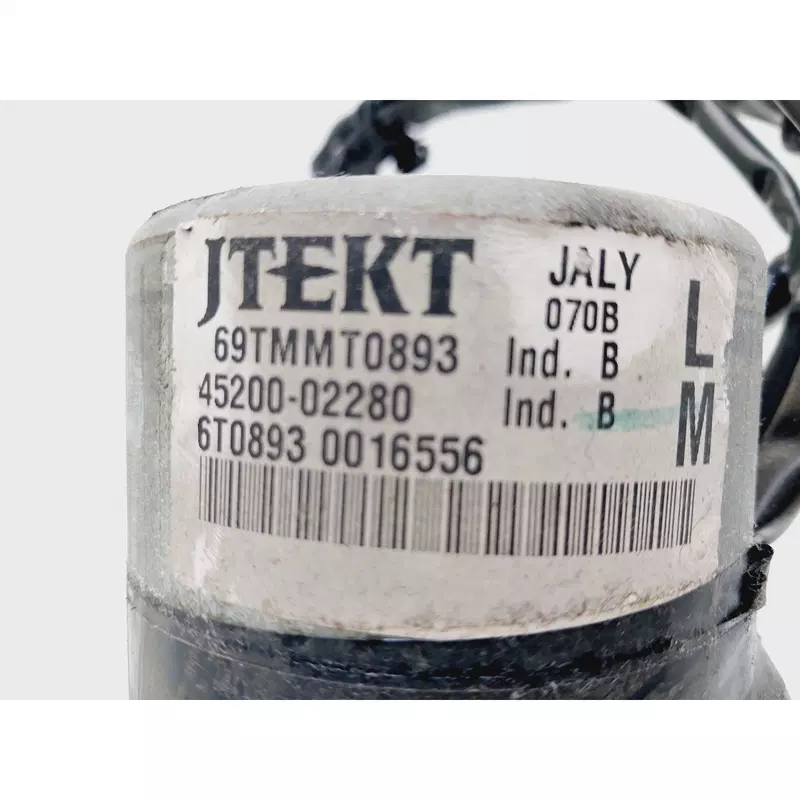 JTEKT JALY
070B
69TMMT0893 Ind. B L
45200-02280 Ind. B M
6T0893 0016556